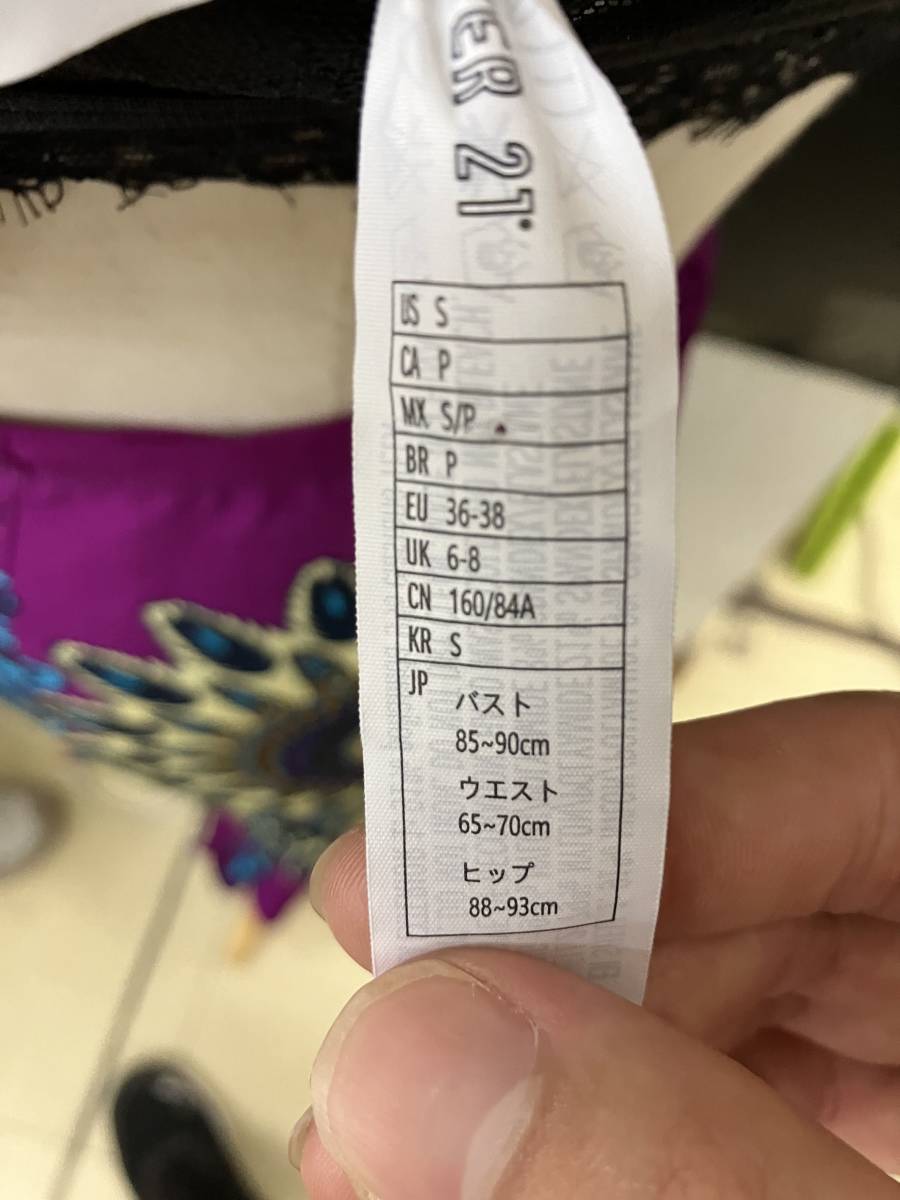 ER 21
US S
CA P
MX S/P
BR P
EU 36-38
UK 6-8
CN 160/84A
KR S
JP
バスト
85~90cm
ウエスト
65~70cm
ヒップ
88~93cm